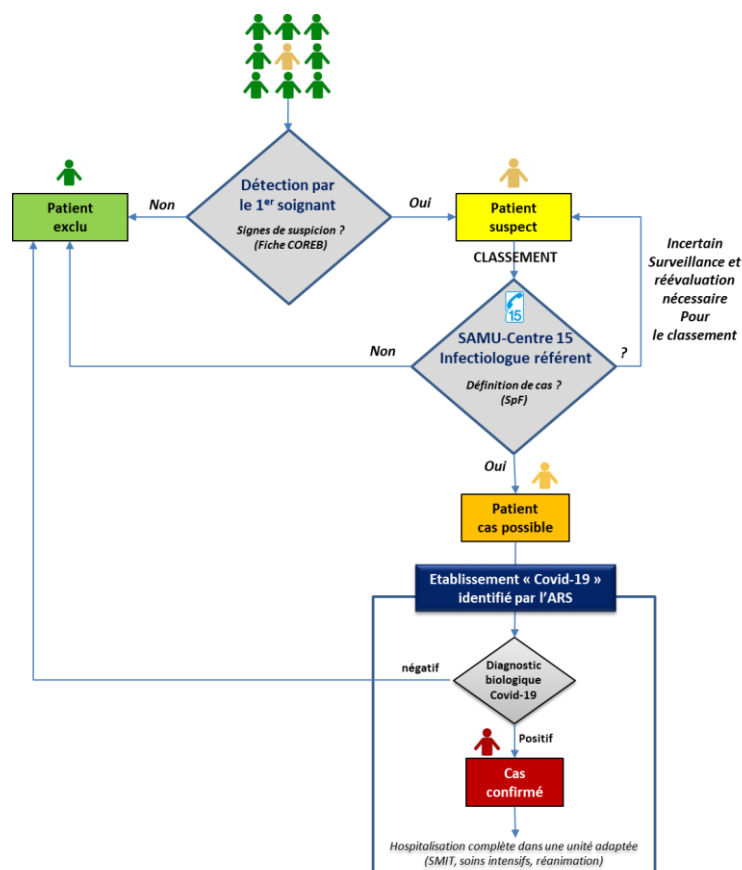 Détection par
le 1er soignant
Signes de suspicion ?
(Fiche COREB)
Non
Oui
Patient
exclu
Patient
suspect
CLASSEMENT
Incertain
Surveillance et
réévaluation
nécessaire
Pour
le classement
15
SAMU-Centre 15
Infectiologue référent
Définition de cas ?
(SpF)
Non
?
Oui
Patient
cas possible
Etablissement « Covid-19 »
identifié par l'ARS
négatif
Diagnostic
biologique
Covid-19
Positif
Cas
confirmé
Hospitalisation complète dans une unité adaptée
(SMIT, soins intensifs, réanimation)